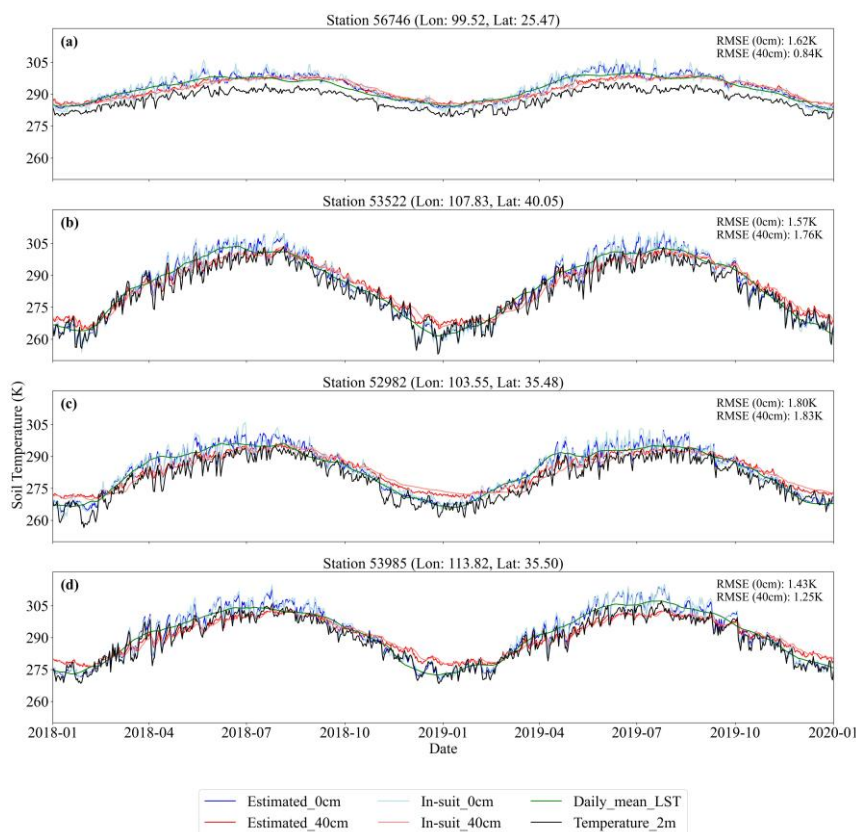 Station 56746 (Lon: 99.52, Lat: 25.47)
(a)
RMSE (0cm): 1.62K
RMSE (40cm): 0.84K
305
290
275
260
Station 53522 (Lon: 107.83, Lat: 40.05)
(b)
RMSE (0cm): 1.57K
RMSE (40cm): 1.76K
305
290
275
260
Soil Temperature (K)
Station 52982 (Lon: 103.55, Lat: 35.48)
(c)
RMSE (0cm): 1.80K
RMSE (40cm): 1.83K
305
290
275
260
Station 53985 (Lon: 113.82, Lat: 35.50)
(d)
RMSE (0cm): 1.43K
RMSE (40cm): 1.25K
305
290
275
260
2018-01 2018-04 2018-07 2018-10 2019-01 2019-04 2019-07 2019-10 2020-01
Date
Estimated_0cm In-suit_0cm Daily_mean_LST
Estimated_40cm In-suit_40cm Temperature_2m